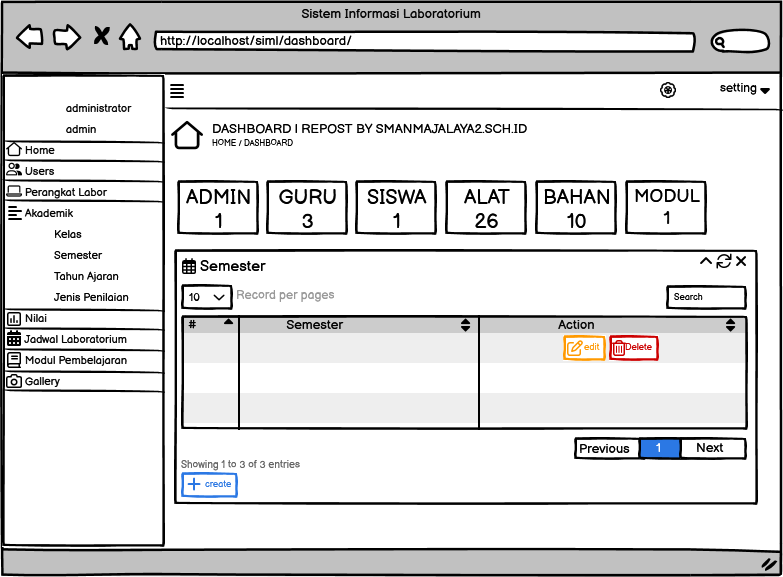 Sistem Informasi Laboratorium
http://localhost/siml/dashboard/
setting
administrator
admin
Home
Users
Perangkat Labor
Akademik
Kelas
Semester
Tahun Ajaran
Jenis Penilaian
Nilai
Jadwal Laboratorium
Modul Pembelajaran
Gallery
DASHBOARD | REPOST BY SMANMAJALAYA2.SCH.ID
HOME / DASHBOARD
ADMIN
1
GURU
3
SISWA
1
ALAT
26
BAHAN
10
MODUL
1
Semester
10 Record per pages
Search
# Semester Action
edit Delete
Previous 1 Next
Showing 1 to 3 of 3 entries
create